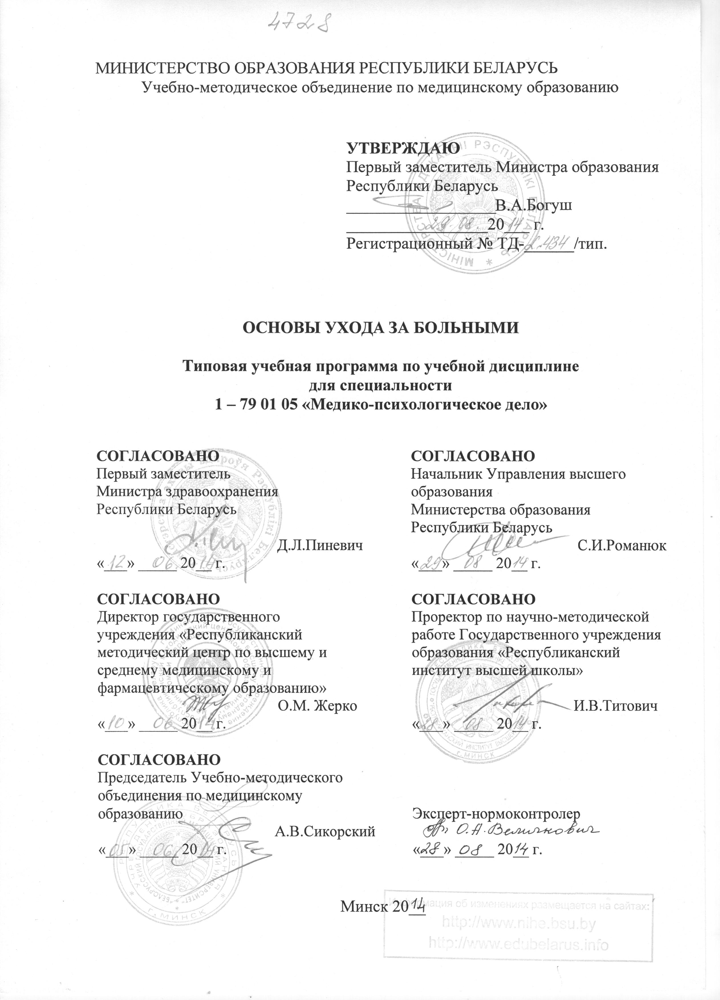 4728
МИНИСТЕРСТВО ОБРАЗОВАНИЯ РЕСПУБЛИКИ БЕЛАРУСЬ
Учебно-методическое объединение по медицинскому образованию
УТВЕРЖДАЮ
Первый заместитель Министра образования
Республики Беларусь
В.А.Богуш
29.08.2014 г.
Регистрационный № ТД-L.434/тип.
ОСНОВЫ УХОДА ЗА БОЛЬНЫМИ
Типовая учебная программа по учебной дисциплине
для специальности
1 – 79 01 05 «Медико-психологическое дело»
СОГЛАСОВАНО
Первый заместитель
Министра здравоохранения
Республики Беларусь
Д.Л.Пиневич
«12» 06. 2014 г.
СОГЛАСОВАНО
Начальник Управления высшего
образования
Министерства образования
Республики Беларусь
С.И.Романюк
«29» 08 2014 г.
СОГЛАСОВАНО
Директор государственного
учреждения «Республиканский
методический центр по высшему и
среднему медицинскому и
фармацевтическому образованию»
О.М. Жерко
«10» 06. 2014 г.
СОГЛАСОВАНО
Проректор по научно-методической
работе Государственного учреждения
образования «Республиканский
институт высшей школы»
И.В.Титович
«28» 08 2014 г.
СОГЛАСОВАНО
Председатель Учебно-методического
объединения по медицинскому
образованию
А.В.Сикорский
«05» 06. 2014 г.
Эксперт-нормоконтролер
О.А.Величкович
«28» 08 2014 г.
Минск 2014
Информация об изменениях размещается на сайтах:
http://www.nihe.bsu.by
http://www.edubelarus.info